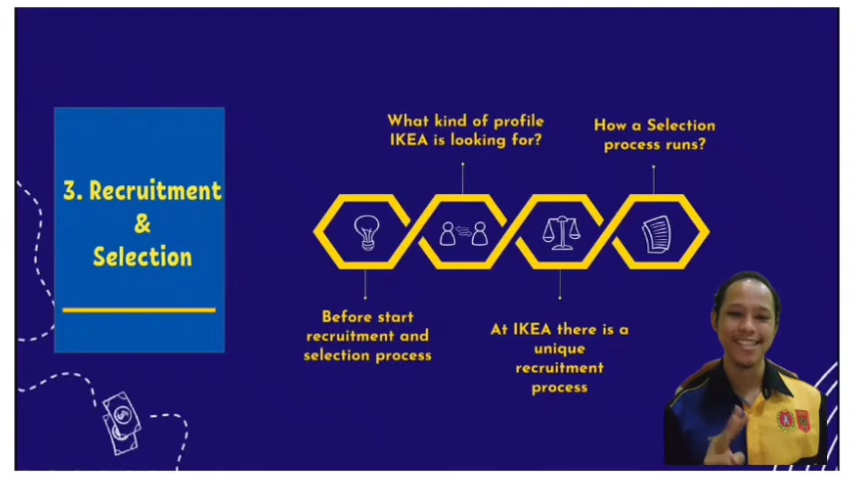 3. Recruitment
&
Selection
What kind of profile
IKEA is looking for?
How a Selection
process runs?
Before start
recruitment and
selection process
At IKEA there is a
unique
recruitment
process